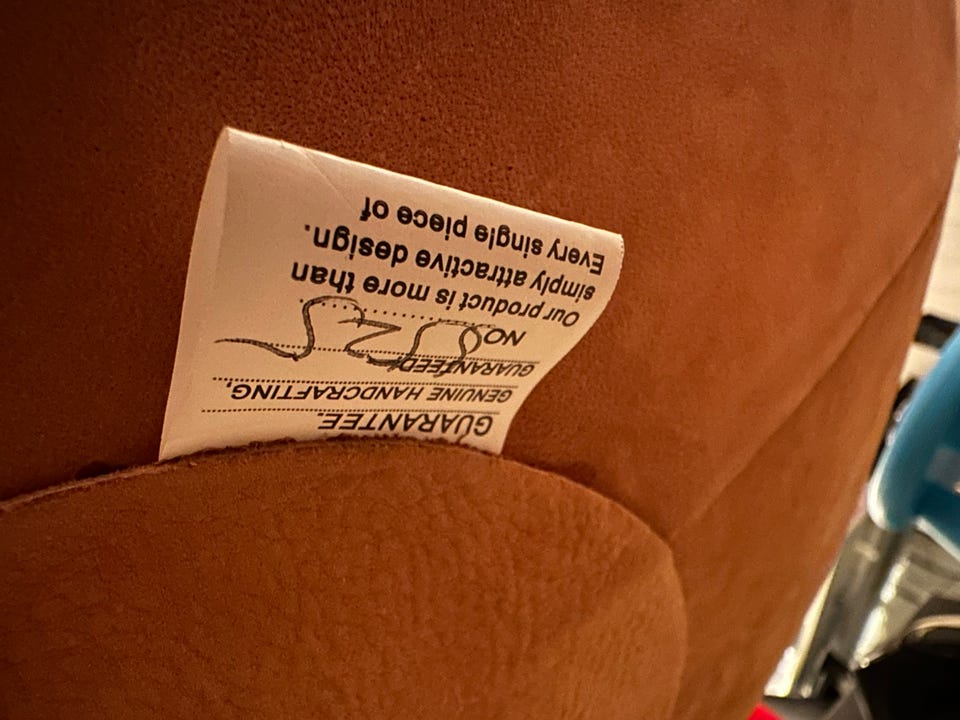 GUARANTEE.
GENUINE HANDCRAFTING,
GUARANTEED!
NO
Our product is more than
simply attractive design.
Every single piece of